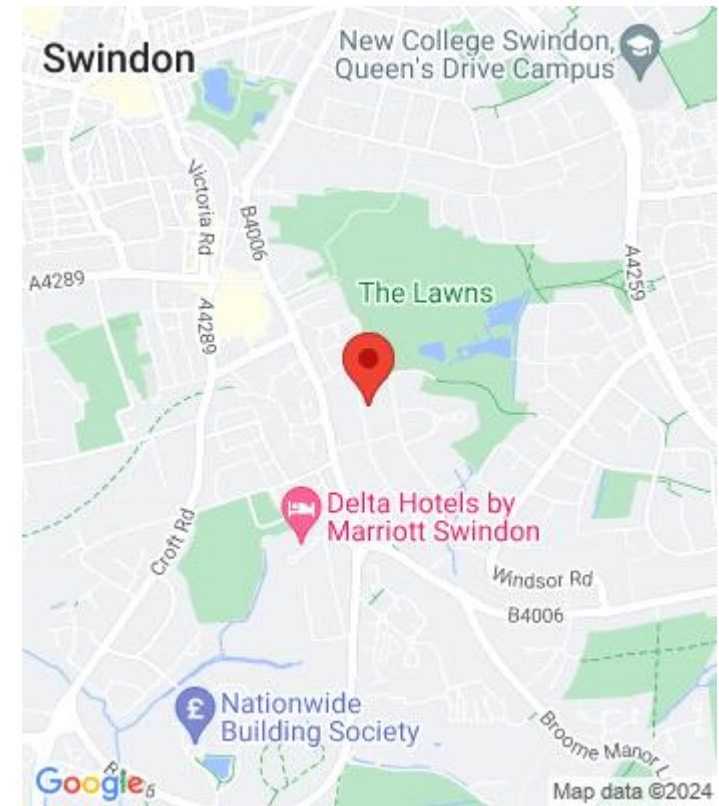 Swindon
New College Swindon,
Queen's Drive Campus
Victoria Rd
B4006
A4289
A4259
The Lawns
A4289
Delta Hotels by
Marriott Swindon
Croft Rd
Windsor Rd
B4006
£
Nationwide
Building Society
Broome Manor L
Google
Map data ©2024